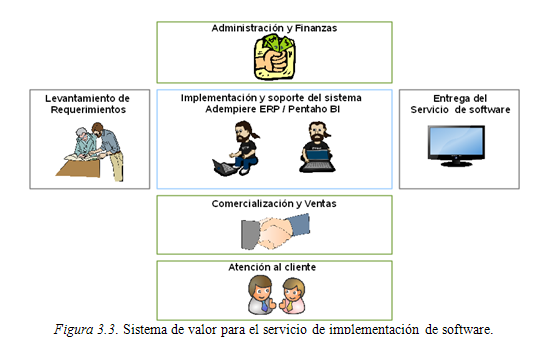 Administración y Finanzas
Levantamiento de
Requerimientos
Implementación y soporte del sistema
Adempiere ERP / Pentaho BI
Entrega del
Servicio de software
Comercialización y Ventas
Atención al cliente
Figura 3.3. Sistema de valor para el servicio de implementación de software.